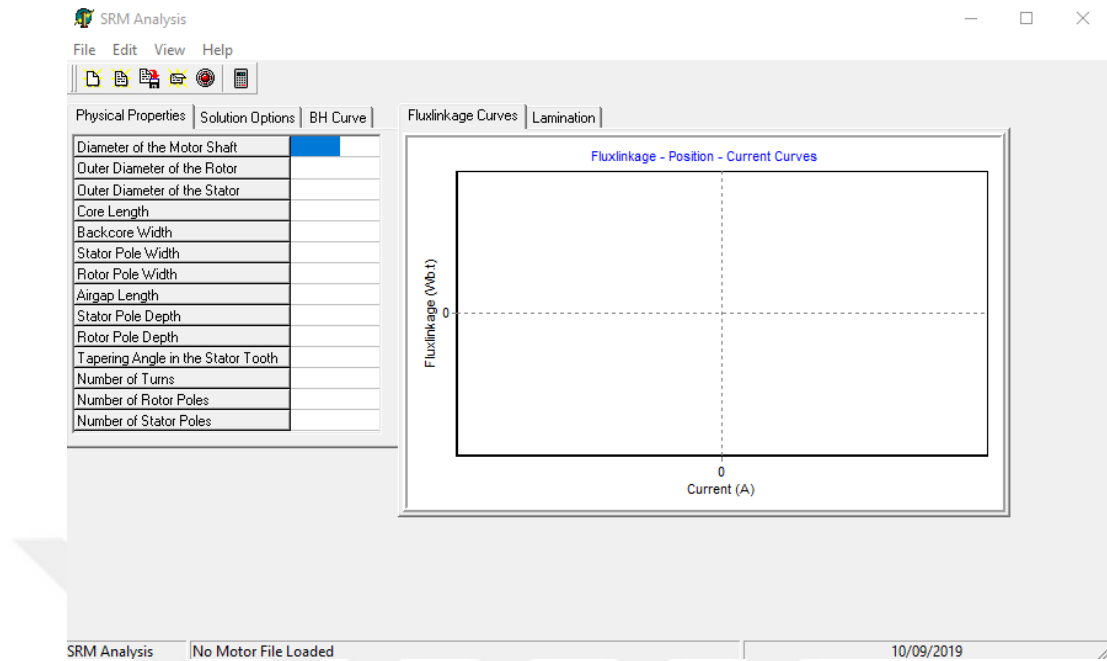 SRM Analysis
File Edit View Help
Physical Properties Solution Options BH Curve
Diameter of the Motor Shaft
Outer Diameter of the Rotor
Outer Diameter of the Stator
Core Length
Backcore Width
Stator Pole Width
Rotor Pole Width
Airgap Length
Stator Pole Depth
Rotor Pole Depth
Tapering Angle in the Stator Tooth
Number of Turns
Number of Rotor Poles
Number of Stator Poles
Fluxlinkage Curves Lamination
Fluxlinkage - Position - Current Curves
Fluxlinkage (Wb.t)
0
0
Current (A)
SRM Analysis No Motor File Loaded 10/09/2019